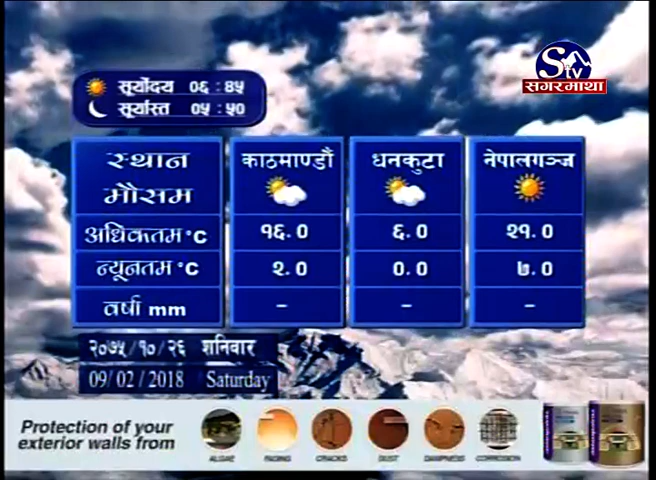 Stv
सगरमाथा
सूर्योदय ०६ : ४५
सूर्यास्त ०५ : ५०
स्थान काठमाण्डौं धनकुटा नेपालगञ्ज
मौसम
अधिकतम °C १६.० ६.० २१.०
न्यूनतम °C २.० ०.० ७.०
वर्षा mm - - -
२०७५/१०/२६ शनिवार
09/02/2018 Saturday
Protection of your
exterior walls from
ALGAE FADING CRACKS DUST DAMPNESS CORROSION